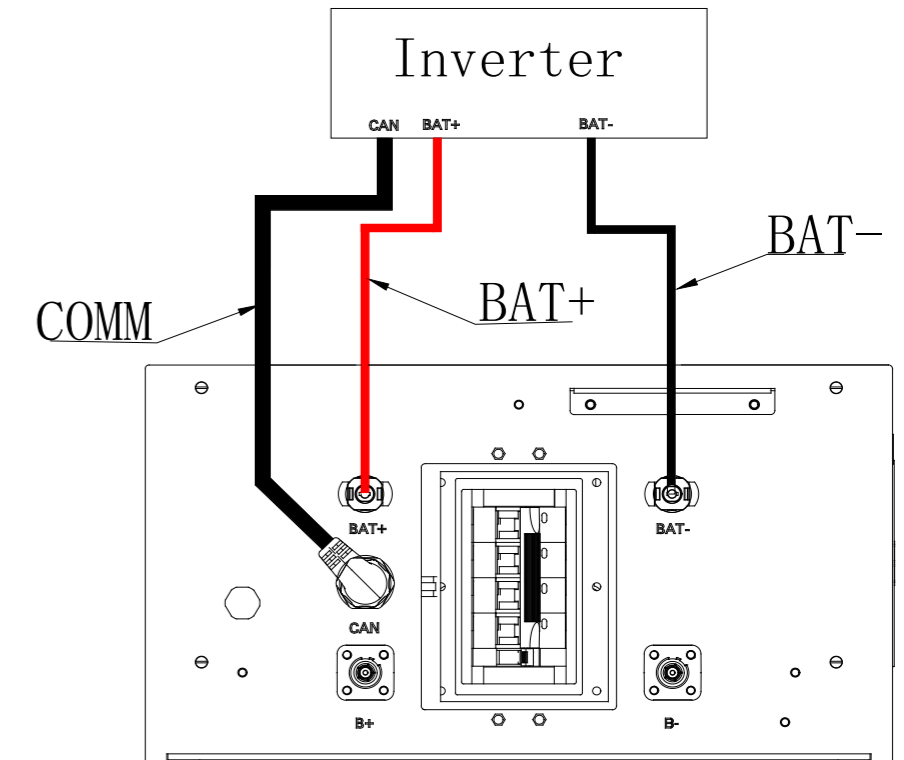 Inverter
CAN BAT+ BAT-
BAT-
BAT+
COMM
BAT+ BAT-
CAN
B+ B-